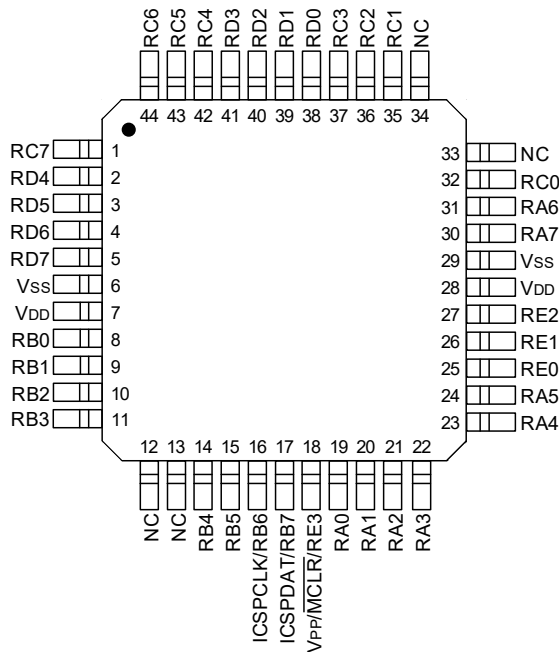 RC6 RC5 RC4 RD3 RD2 RD1 RD0 RC3 RC2 RC1 NC
44 43 42 41 40 39 38 37 36 35 34
RC7 1
RD4 2
RD5 3
RD6 4
RD7 5
VSS 6
VDD 7
RB0 8
RB1 9
RB2 10
RB3 11
33 NC
32 RC0
31 RA6
30 RA7
29 VSS
28 VDD
27 RE2
26 RE1
25 RE0
24 RA5
23 RA4
12 13 14 15 16 17 18 19 20 21 22
NC NC RB4 RB5 ICSPCLK/RB6 ICSPDAT/RB7 VPP/MCLR/RE3 RA0 RA1 RA2 RA3